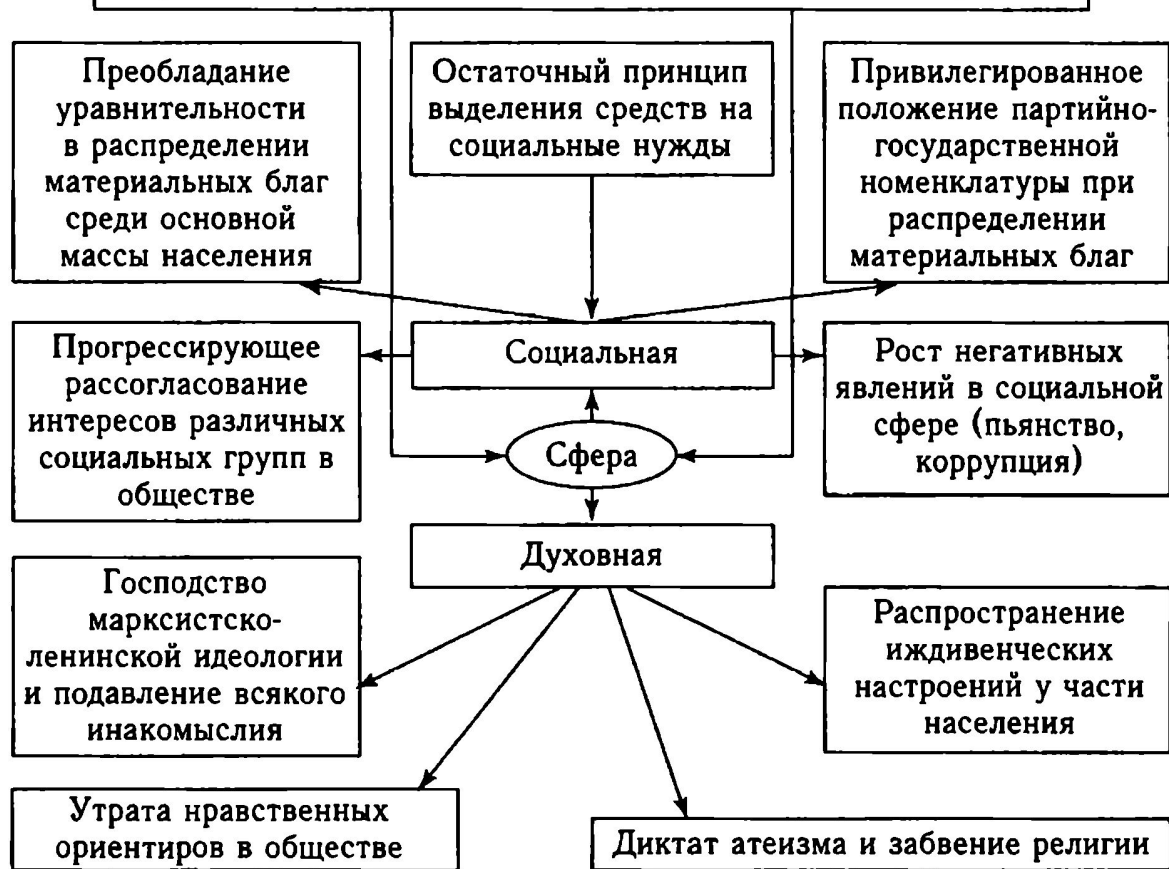 Преобладание
уравнительности
в распределении
материальных благ
среди основной
массы населения
Остаточный принцип
выделения средств на
социальные нужды
Привилегированное
положение партийно-
государственной
номенклатуры при
распределении
материальных благ
Прогрессирующее
рассогласование
интересов различных
социальных групп в
обществе
Социальная
Рост негативных
явлений в социальной
сфере (пьянство,
коррупция)
Сфера
Духовная
Господство
марксистско-
ленинской идеологии
и подавление всякого
инакомыслия
Распространение
иждивенческих
настроений у части
населения
Утрата нравственных
ориентиров в обществе
Диктат атеизма и забвение религии